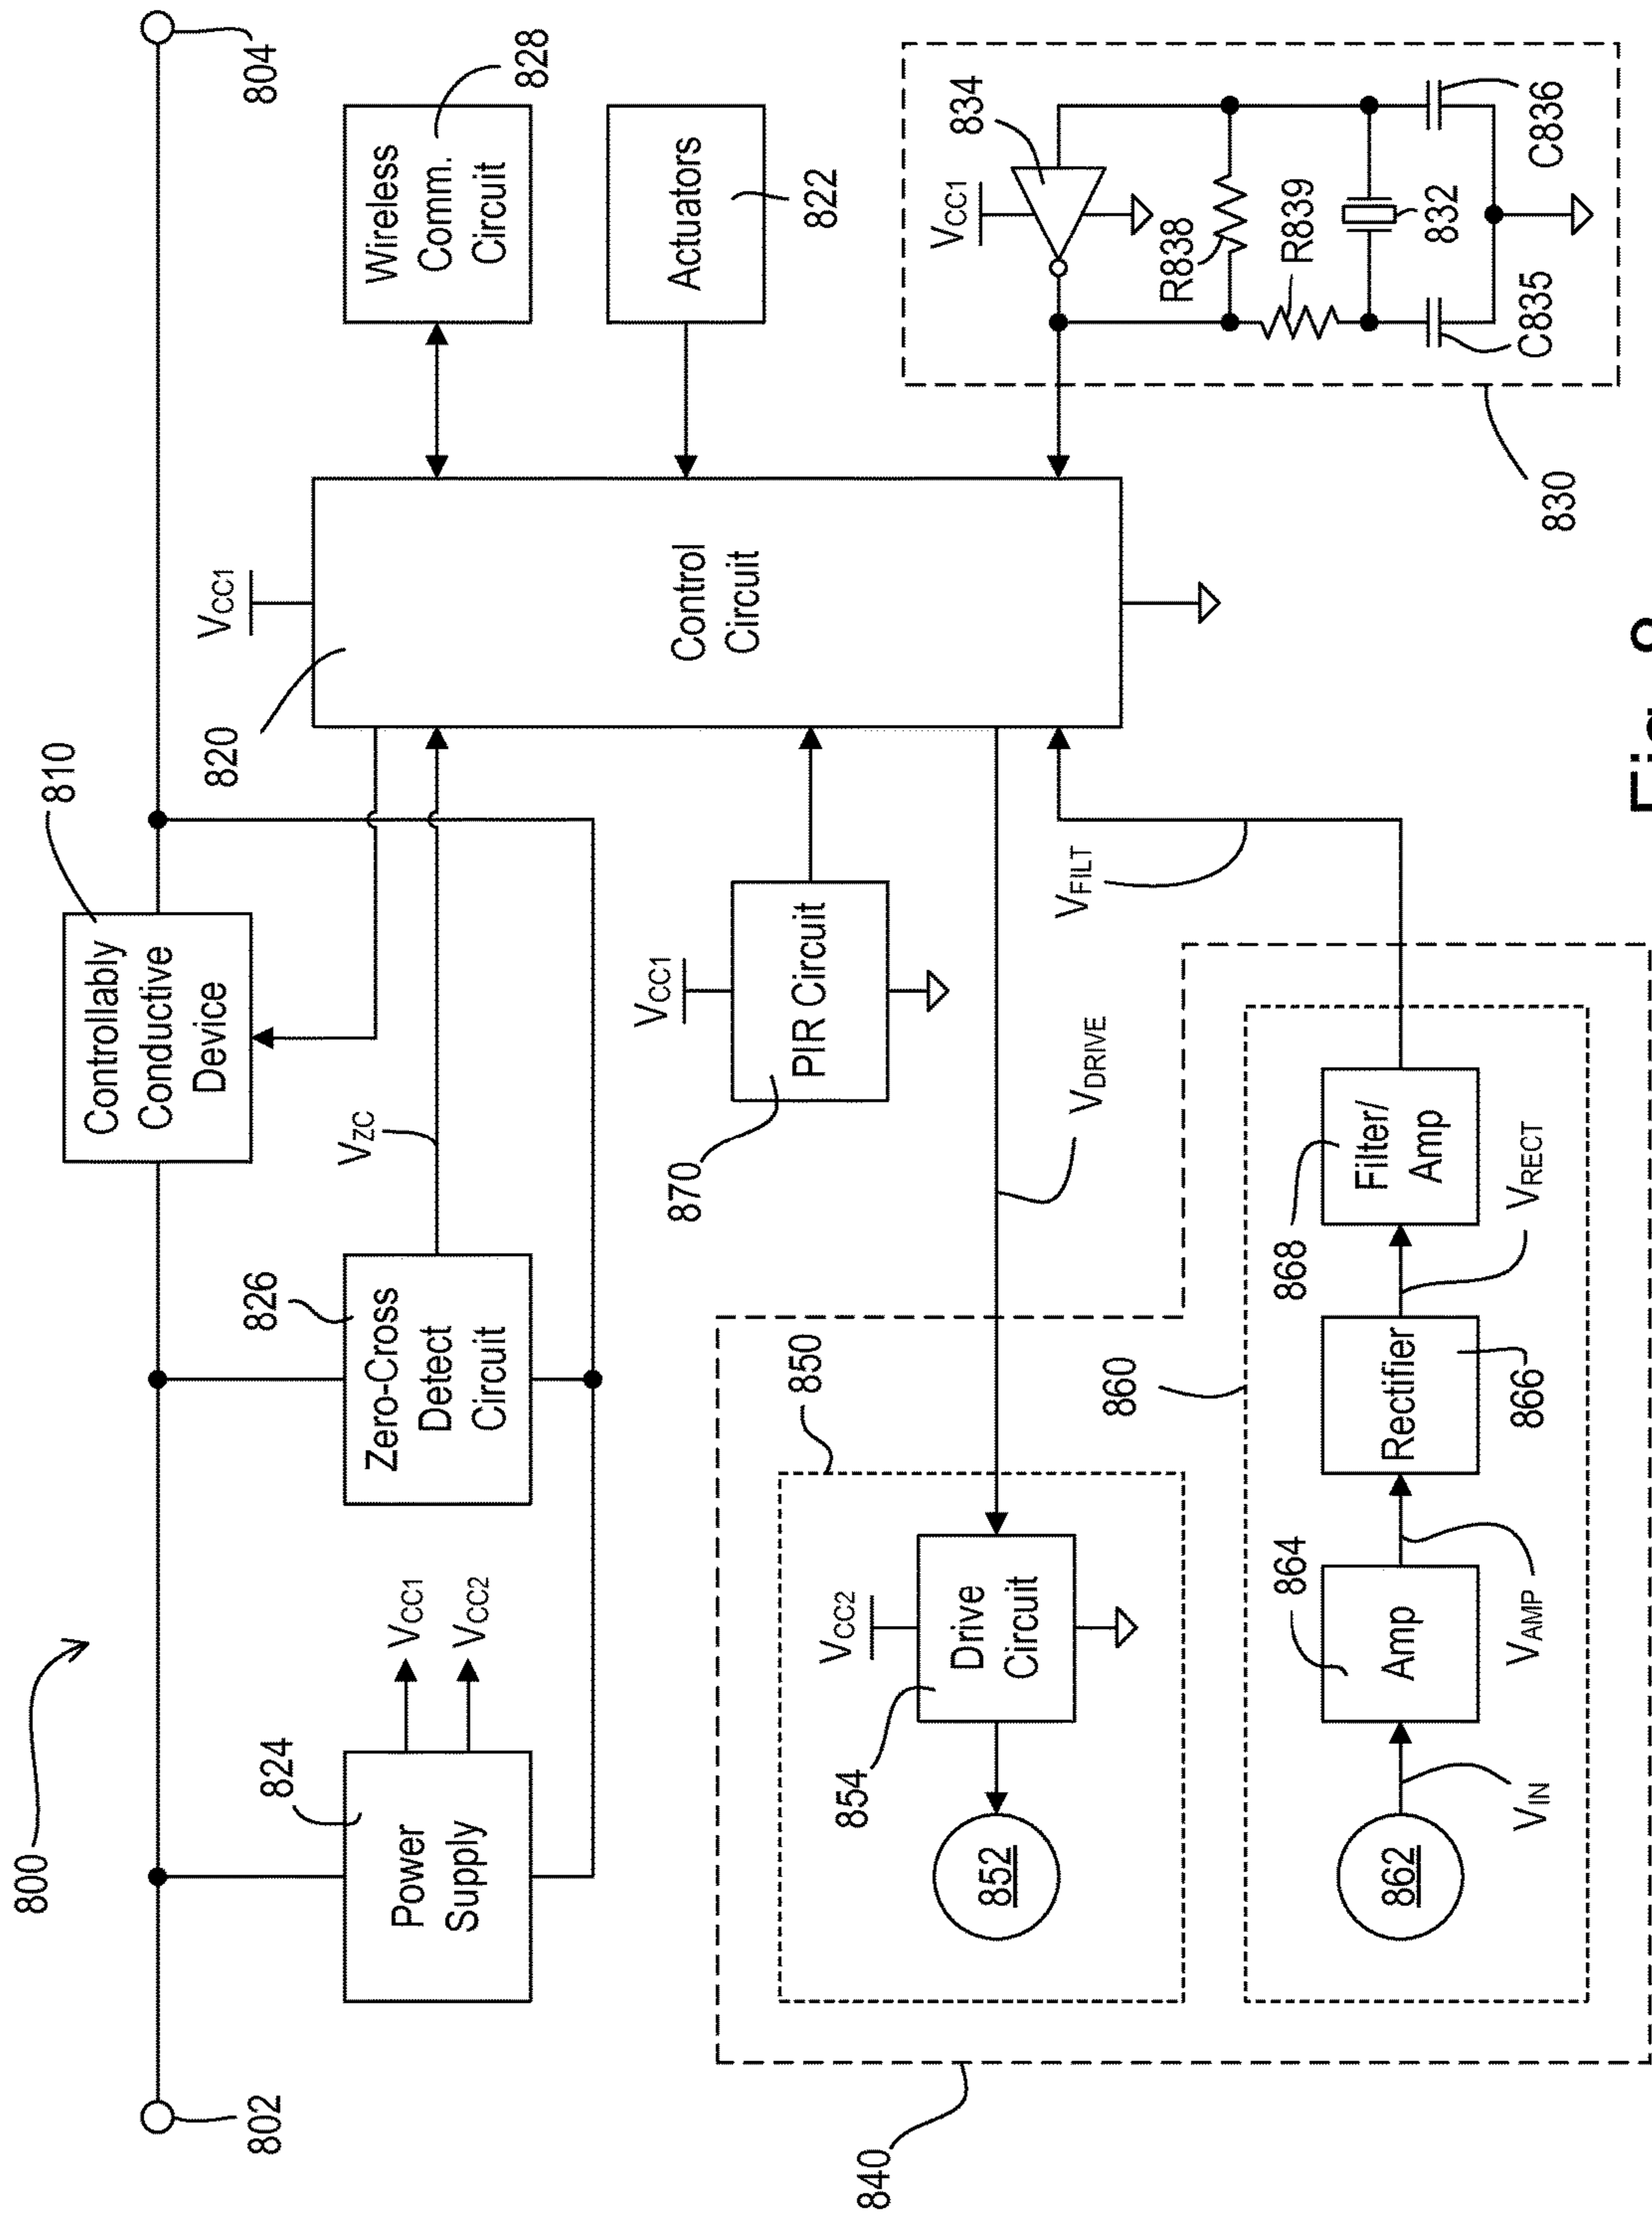 800
802
804
810
Controllably
Conductive
Device
824
Power
Supply
VCC1
VCC2
826
Zero-Cross
Detect
Circuit
VZC
820
VCC1
Control
Circuit
Wireless
Comm.
Circuit
828
Actuators
822
VCC1
PIR Circuit
870
VDRIVE
VFILT
840
850
VCC2
Drive
Circuit
854
852
860
862
VIN
864
Amp
VAMP
Rectifier
866
VRECT
868
Filter/
Amp
830
VCC1
834
R838
R839
832
C835
C836